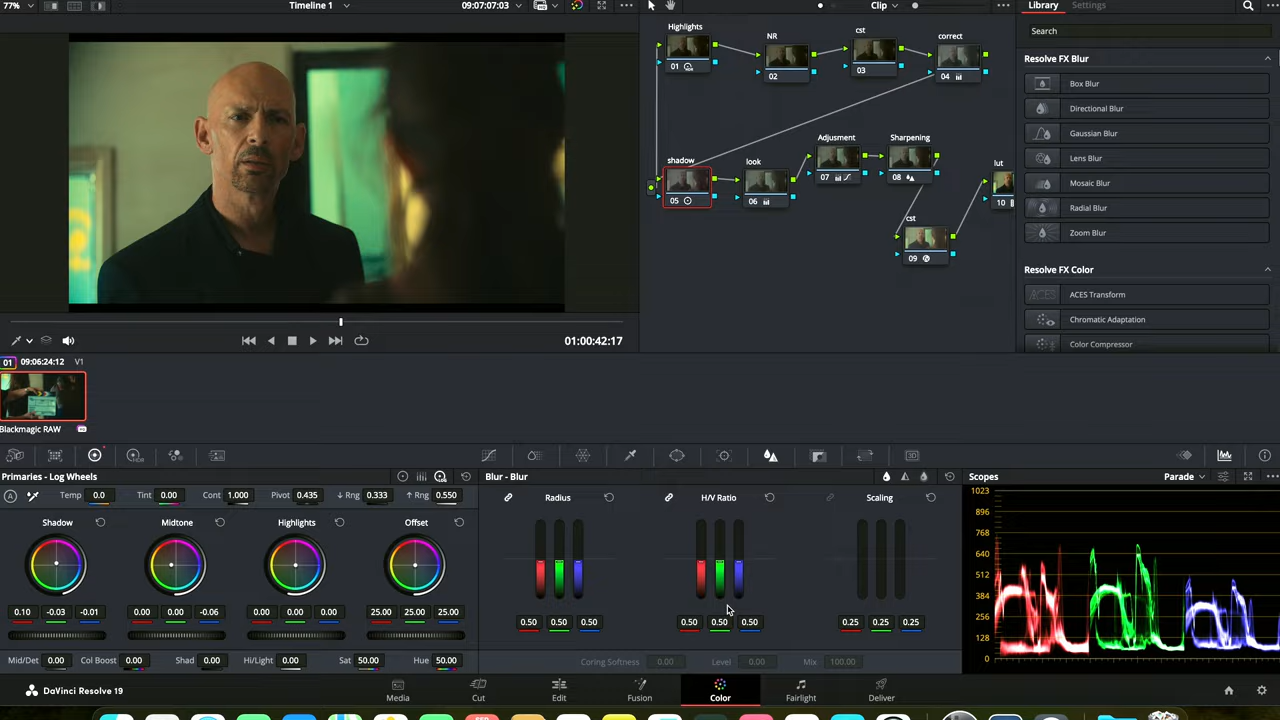 77% Timeline 1 09:07:07:03 Clip Library Settings
Highlights NR cst correct
Search
01 02 03 04
Resolve FX Blur
Box Blur
Directional Blur
Gaussian Blur
Lens Blur
Mosaic Blur
Radial Blur
Zoom Blur
shadow look Adjusment Sharpening lut
05 06 07 08 10
cst
09
Resolve FX Color
ACES Transform
Chromatic Adaptation
Color Compressor
01:00:42:17
01 09:06:24:12 V1
Blackmagic RAW
Primaries - Log Wheels Blur - Blur Scopes Parade
Temp 0.0 Tint 0.00 Cont 1.000 Pivot 0.435 ↓ Rng 0.333 ↑ Rng 0.550
Radius H/V Ratio Scaling
Shadow Midtone Highlights Offset
0.10 -0.03 -0.01 0.00 0.00 -0.06 0.00 0.00 0.00 25.00 25.00 25.00
0.50 0.50 0.50 0.50 0.50 0.50 0.25 0.25 0.25
1023
896
768
640
512
384
256
128
0
Mid/Det 0.00 Col Boost 0.00 Shad 0.00 Hi/Light 0.00 Sat 50.00 Hue 50.00
Coring Softness 0.00 Level 0.00 Mix 100.00
DaVinci Resolve 19
Media Cut Edit Fusion Color Fairlight Deliver